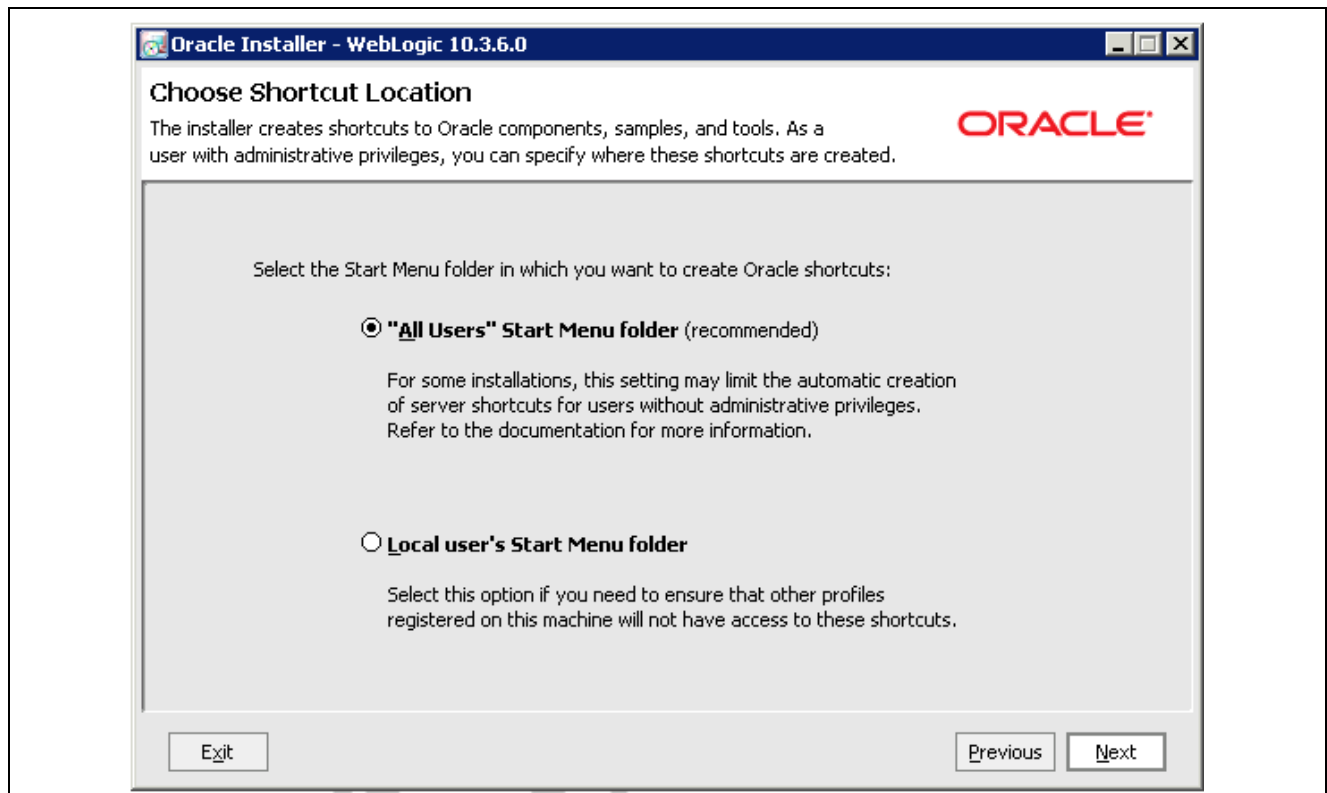 Oracle Installer - WebLogic 10.3.6.0
Choose Shortcut Location
The installer creates shortcuts to Oracle components, samples, and tools. As a
user with administrative privileges, you can specify where these shortcuts are created.
ORACLE
Select the Start Menu folder in which you want to create Oracle shortcuts:
"All Users" Start Menu folder (recommended)
For some installations, this setting may limit the automatic creation
of server shortcuts for users without administrative privileges.
Refer to the documentation for more information.
Local user's Start Menu folder
Select this option if you need to ensure that other profiles
registered on this machine will not have access to these shortcuts.
Exit
Previous
Next